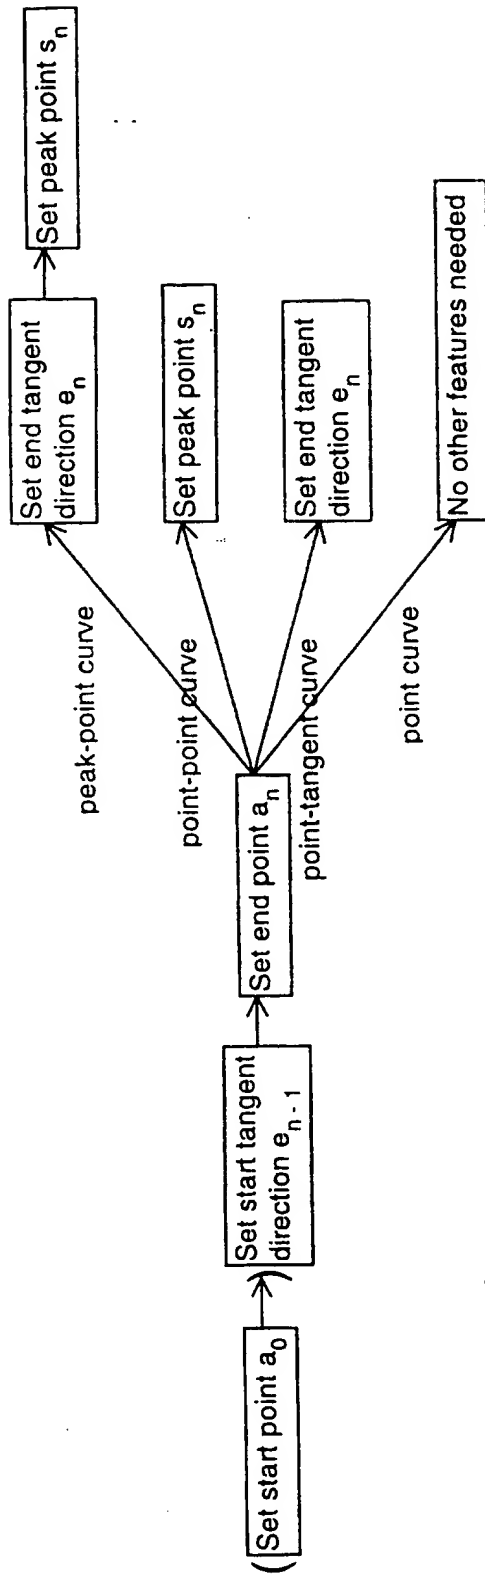 ( Set start point a0 )
Set start tangent
direction en - 1
Set end point an
peak-point curve
Set end tangent
direction en
Set peak point sn
point-point curve
Set peak point sn
point-tangent curve
Set end tangent
direction en
point curve
No other features needed